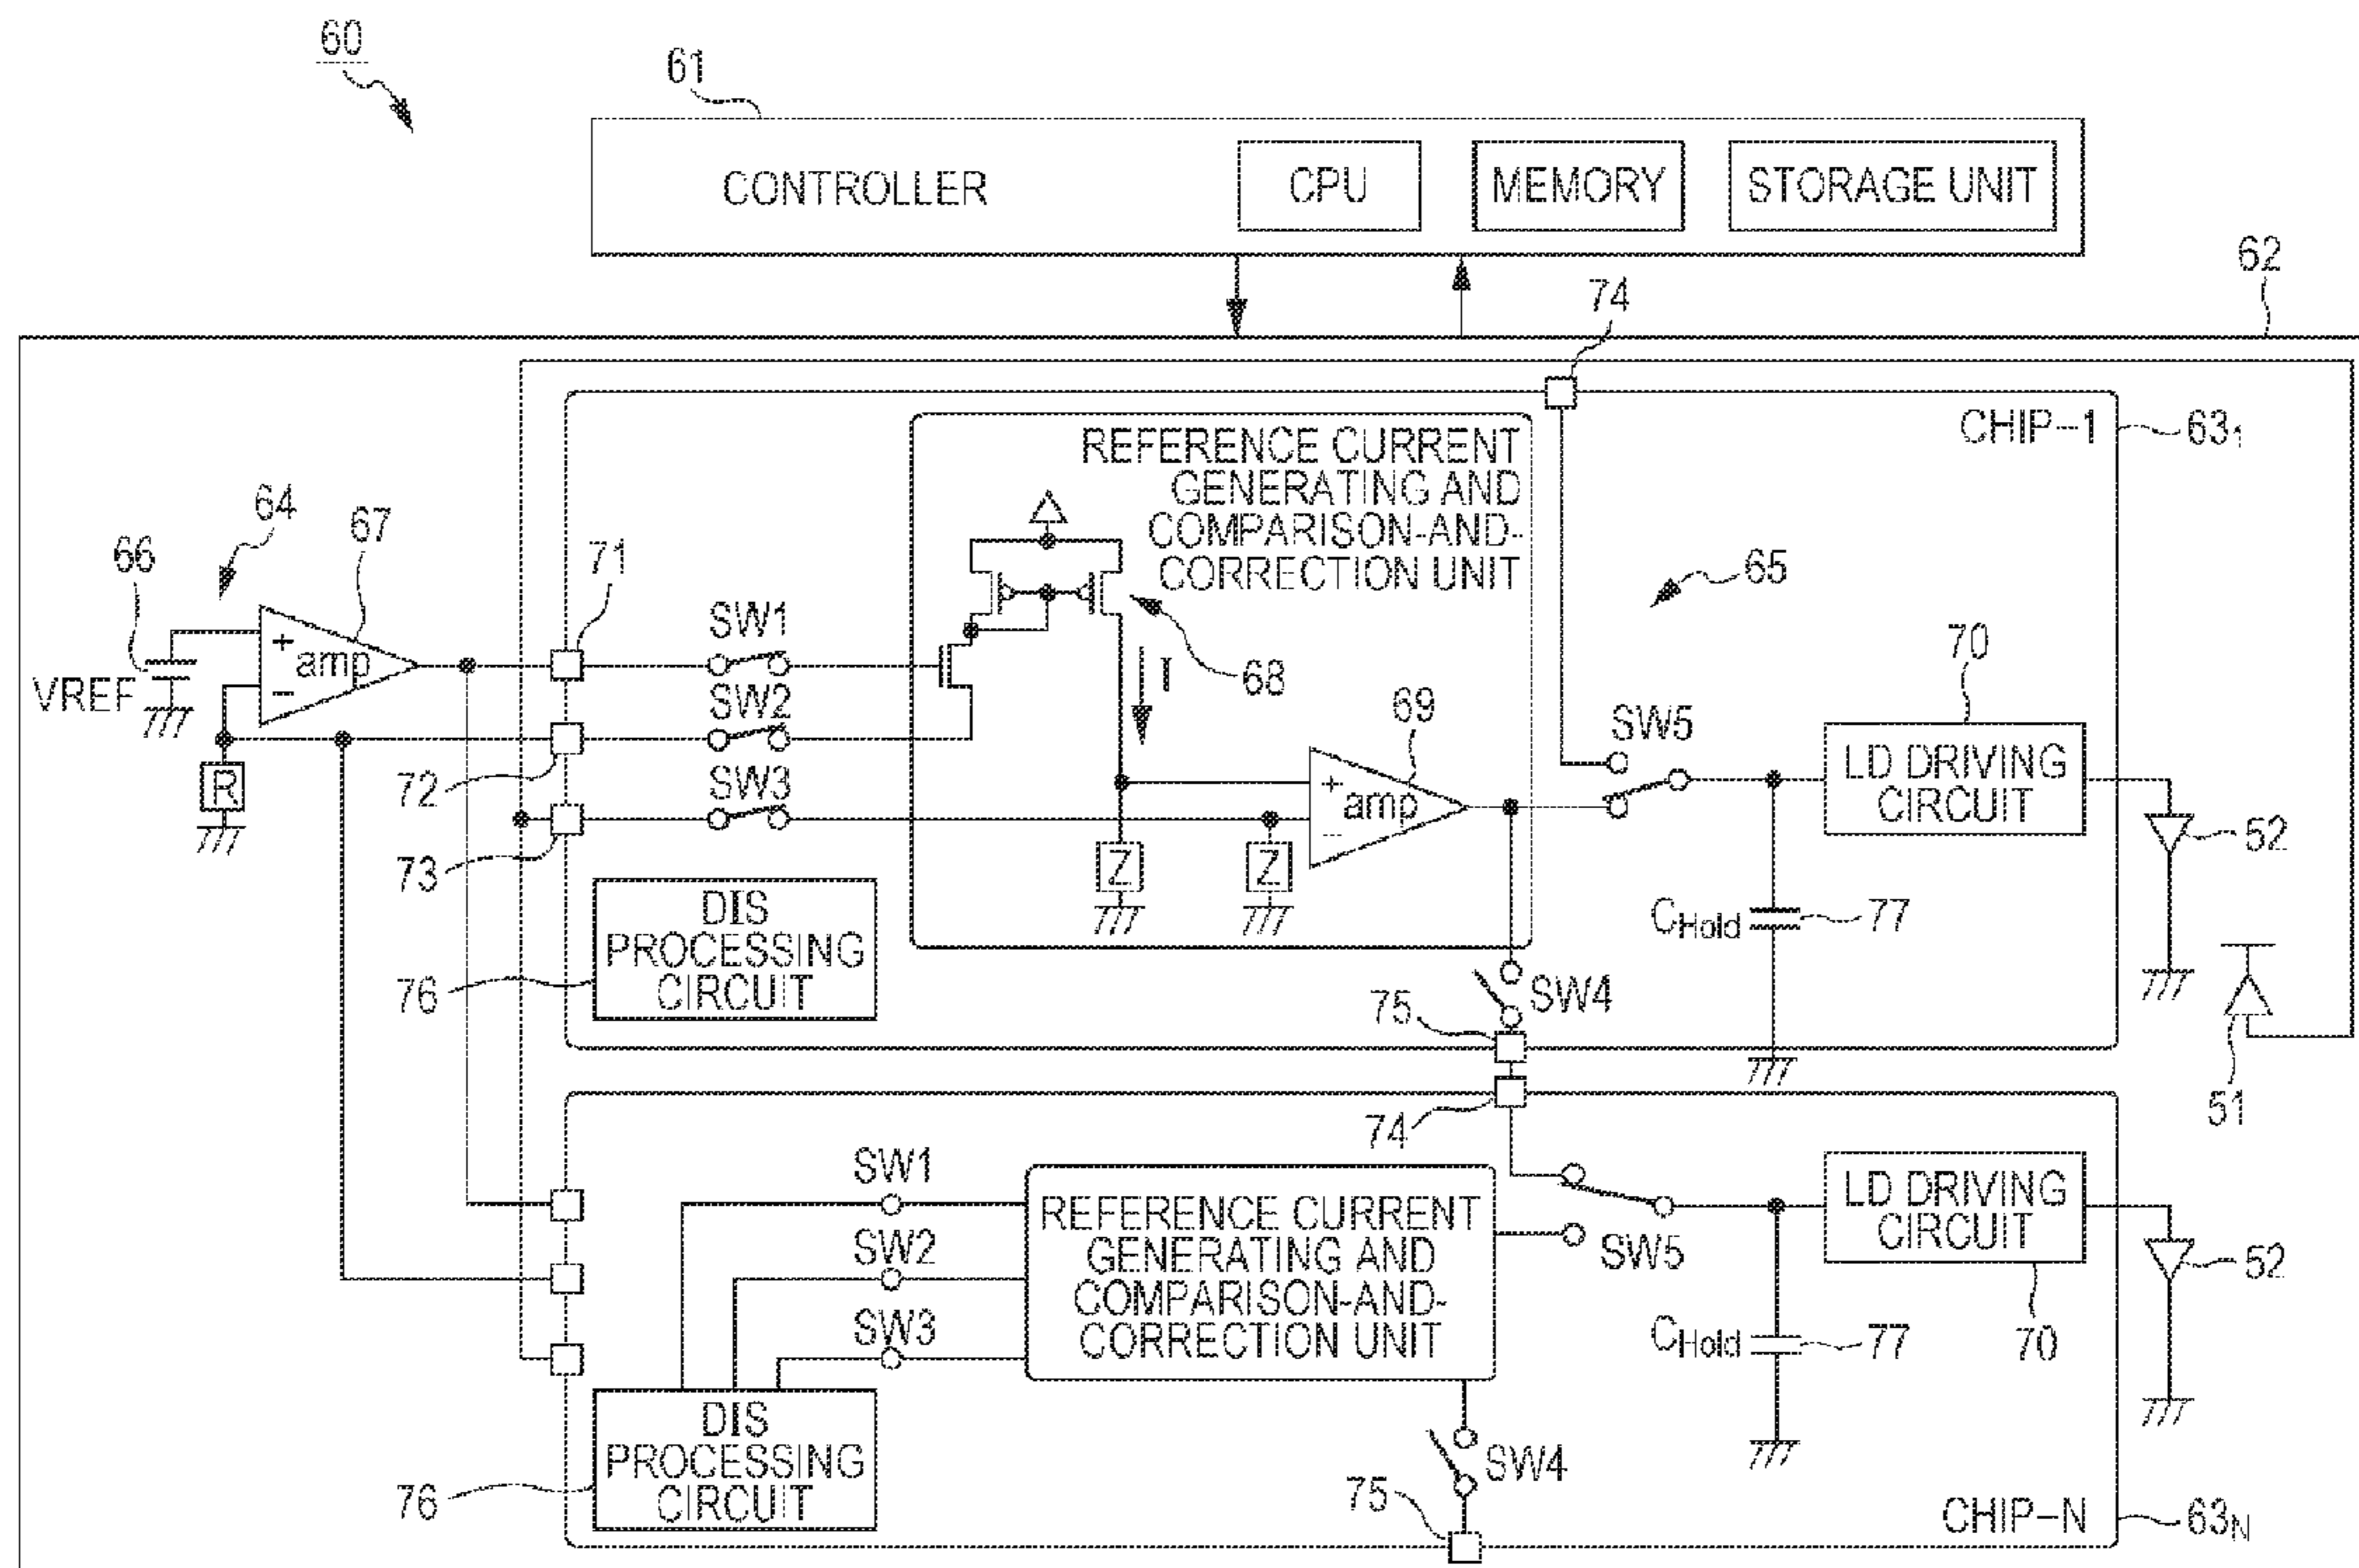 60
61
CONTROLLER
CPU
MEMORY
STORAGE UNIT
62
74
CHIP-1
63₁
REFERENCE CURRENT
GENERATING AND
COMPARISON-AND-
CORRECTION UNIT
64
67
66
71
65
+
amp
-
VREF
SW1
68
70
SW2
I
69
SW5
LD DRIVING
CIRCUIT
R
72
SW3
+
amp
-
52
73
Z
Z
DIS
PROCESSING
CIRCUIT
76
C_Hold
77
SW4
75
51
74
SW1
REFERENCE CURRENT
GENERATING AND
COMPARISON-AND-
CORRECTION UNIT
LD DRIVING
CIRCUIT
SW2
SW5
52
SW3
C_Hold
77
70
DIS
PROCESSING
CIRCUIT
76
SW4
75
CHIP-N
63_N